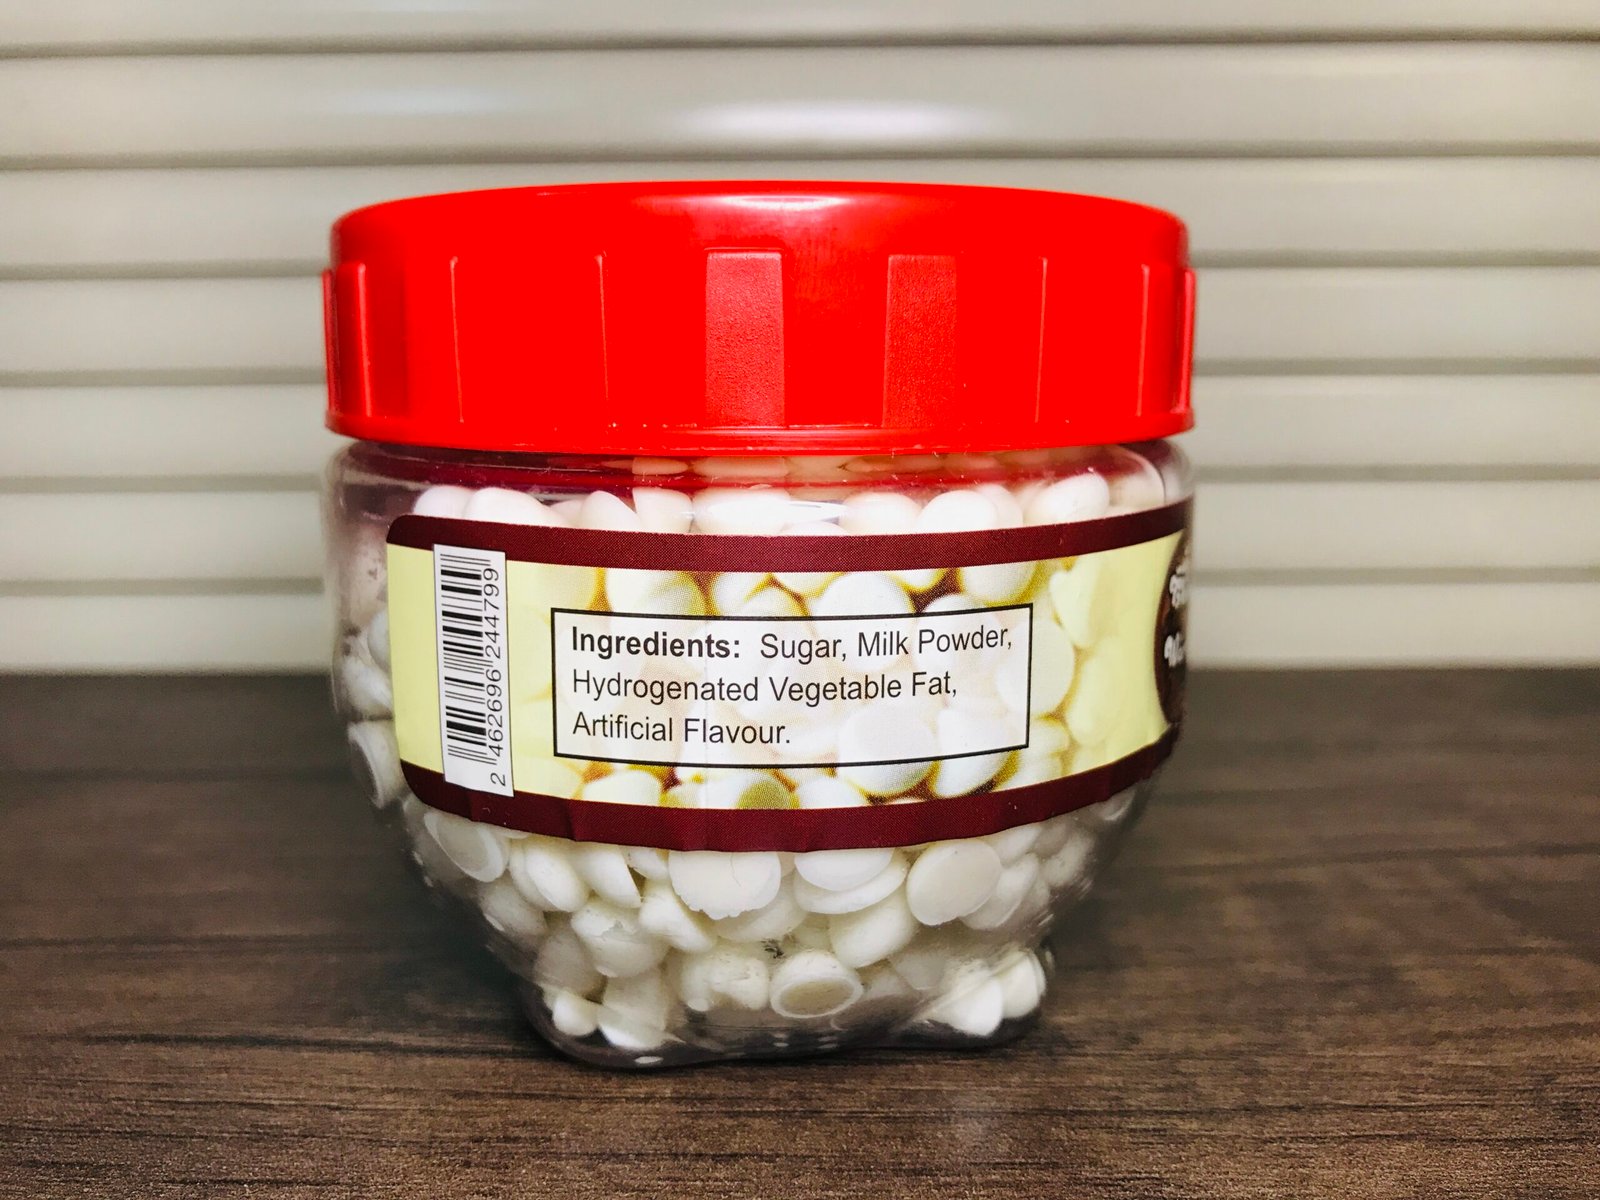 Ingredients: Sugar, Milk Powder,
Hydrogenated Vegetable Fat,
Artificial Flavour.
2 462696 244799